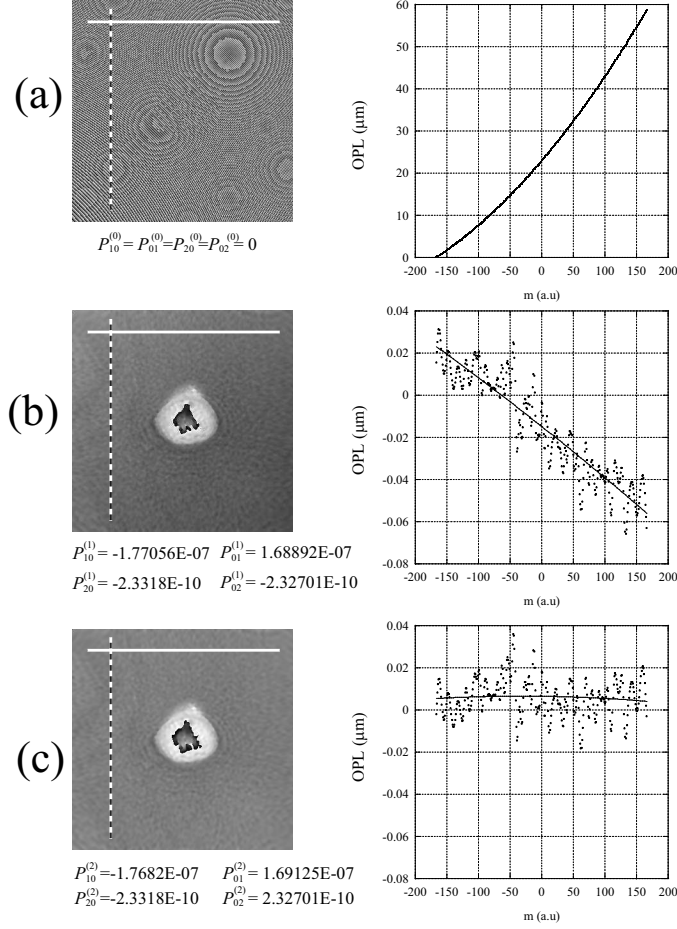 (a)
OPL (μm)
60
50
40
30
20
10
0
-200 -150 -100 -50 0 50 100 150 200
m (a.u)
P10(0) = P01(0) =P20(0)=P02(0)= 0
(b)
OPL (μm)
0.04
0.02
0
-0.02
-0.04
-0.06
-0.08
-200 -150 -100 -50 0 50 100 150 200
m (a.u)
P10(1) = -1.77056E-07 P01(1) = 1.68892E-07
P20(1) =-2.3318E-10 P02(1) = -2.32701E-10
(c)
OPL (μm)
0.04
0.02
0
-0.02
-0.04
-0.06
-0.08
-200 -150 -100 -50 0 50 100 150 200
m (a.u)
P10(2) =-1.7682E-07 P01(2) = 1.69125E-07
P20(2) =-2.3318E-10 P02(2) = 2.32701E-10